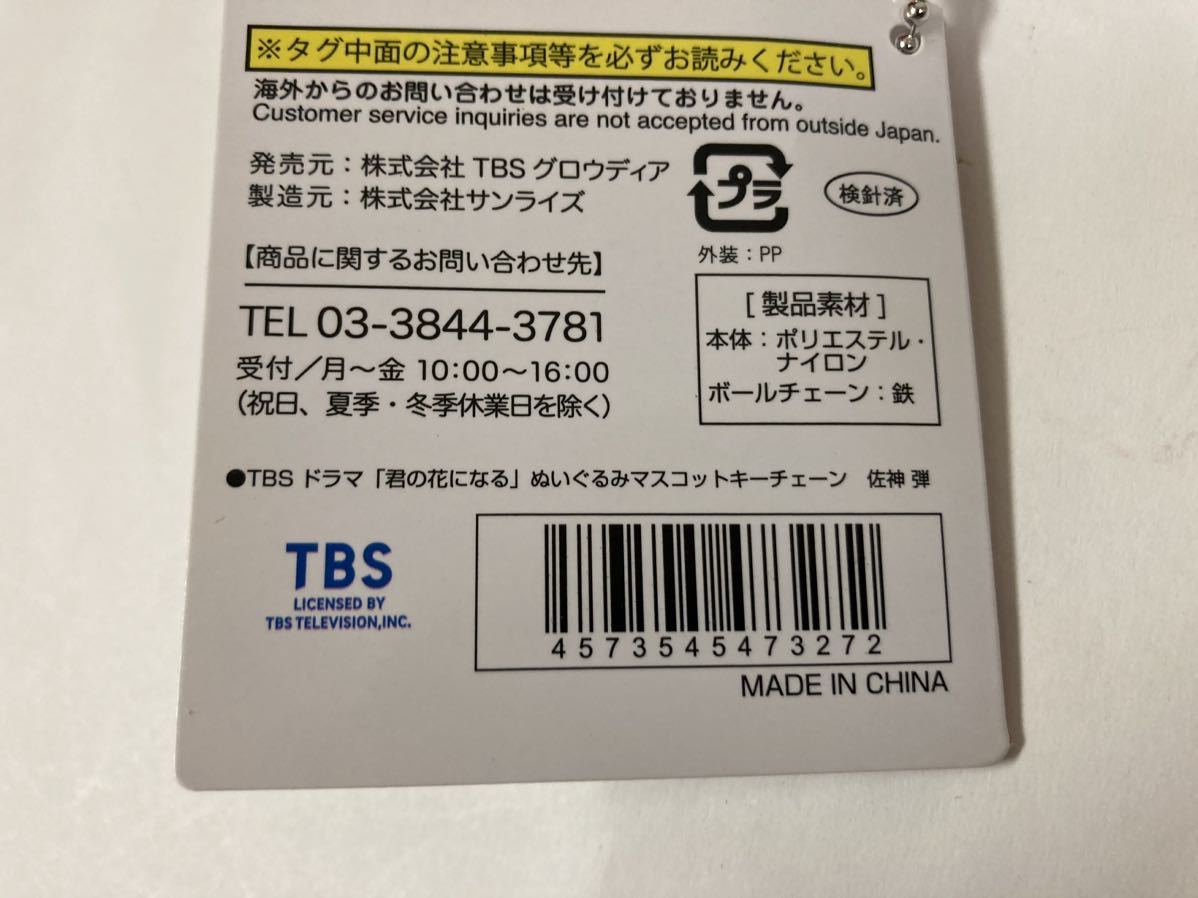 ※タグ中面の注意事項等を必ずお読みください。
海外からのお問い合わせは受け付けておりません。
Customer service inquiries are not accepted from outside Japan.
発売元：株式会社 TBS グロウディア
製造元：株式会社サンライズ
プラ
検針済
外装：PP
【商品に関するお問い合わせ先】
TEL 03-3844-3781
受付／月〜金 10:00〜16:00
（祝日、夏季・冬季休業日を除く）
[ 製品素材 ]
本体：ポリエステル・
ナイロン
ボールチェーン：鉄
●TBS ドラマ「君の花になる」ぬいぐるみマスコットキーチェーン　佐神 弾
TBS
LICENSED BY
TBS TELEVISION,INC.
4573545473272
MADE IN CHINA